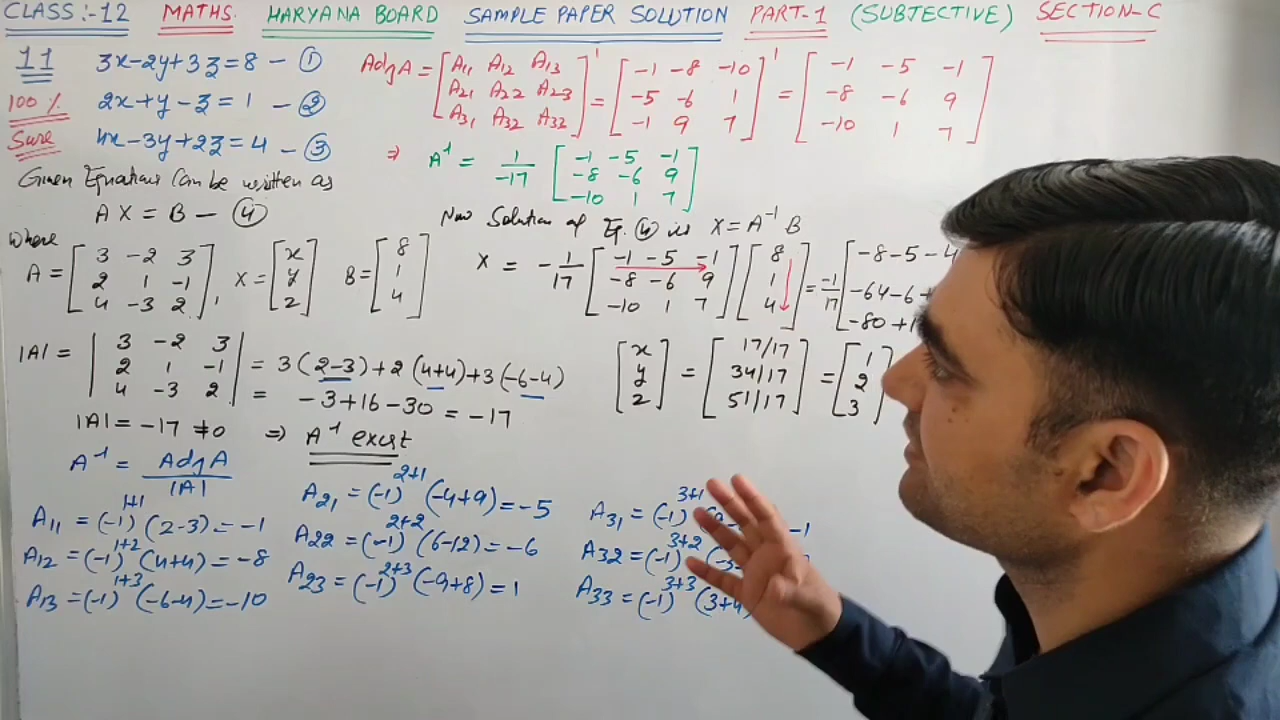 CLASS :-12 MATHS. HARYANA BOARD SAMPLE PAPER SOLUTION PART-1 (SUBJECTIVE) SECTION-C
11
100 %
Sure
3x-2y+3z=8 - ①
2x+y-z=1 - ②
4x-3y+2z=4 - ③
Given Equations Can be written as
A X = B - ④
Where
A = [3 -2 3
2 1 -1
4 -3 2], X = [x
y
z] B = [8
1
4]
|A| = |3 -2 3
2 1 -1
4 -3 2| = 3(2-3)+2(4+4)+3(-6-4)
= -3+16-30 = -17
|A| = -17 ≠0 ⇒ A⁻¹ exist
A⁻¹ = AdjA / |A|
A11 = (-1)^1+1 (2-3) = -1
A12 = (-1)^1+2 (4+4) = -8
A13 = (-1)^1+3 (-6-4) = -10
A21 = (-1)^2+1 (-4+9) = -5
A22 = (-1)^2+2 (6-12) = -6
A23 = (-1)^2+3 (-9+8) = 1
A31 = (-1)^3+1 -1
A32 = (-1)^3+2 (-3
A33 = (-1)^3+3 (3+4)
AdjA = [A11 A12 A13
A21 A22 A23
A31 A32 A33]' = [-1 -8 -10
-5 -6 1
-1 9 7]' = [-1 -5 -1
-8 -6 9
-10 1 7]
⇒ A⁻¹ = 1/-17 [-1 -5 -1
-8 -6 9
-10 1 7]
Now Solution of Eq. ④ is X = A⁻¹ B
X = -1/17 [-1 -5 -1
-8 -6 9
-10 1 7] [8
1
4] = -1/17 [-8-5-4
-64-6+
-80+1
[x
y
z] = [17/17
34/17
51/17] = [1
2
3]